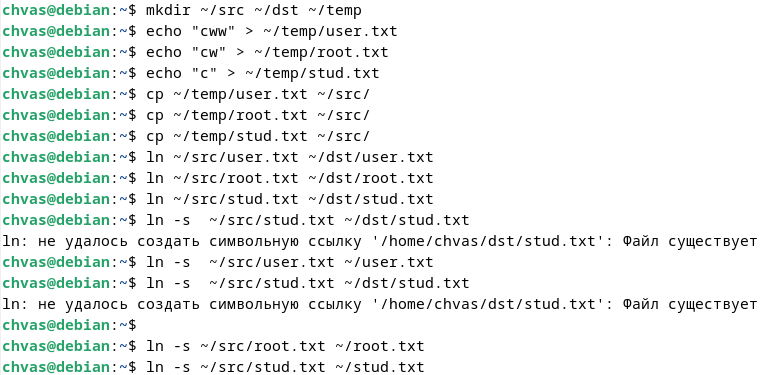 chvas@debian:~$ mkdir ~/src ~/dst ~/temp
chvas@debian:~$ echo "cww" > ~/temp/user.txt
chvas@debian:~$ echo "cw" > ~/temp/root.txt
chvas@debian:~$ echo "c" > ~/temp/stud.txt
chvas@debian:~$ cp ~/temp/user.txt ~/src/
chvas@debian:~$ cp ~/temp/root.txt ~/src/
chvas@debian:~$ cp ~/temp/stud.txt ~/src/
chvas@debian:~$ ln ~/src/user.txt ~/dst/user.txt
chvas@debian:~$ ln ~/src/root.txt ~/dst/root.txt
chvas@debian:~$ ln ~/src/stud.txt ~/dst/stud.txt
chvas@debian:~$ ln -s  ~/src/stud.txt ~/dst/stud.txt
ln: не удалось создать символьную ссылку '/home/chvas/dst/stud.txt': Файл существует
chvas@debian:~$ ln -s  ~/src/user.txt ~/user.txt
chvas@debian:~$ ln -s  ~/src/stud.txt ~/dst/stud.txt
ln: не удалось создать символьную ссылку '/home/chvas/dst/stud.txt': Файл существует
chvas@debian:~$
chvas@debian:~$ ln -s ~/src/root.txt ~/root.txt
chvas@debian:~$ ln -s ~/src/stud.txt ~/stud.txt